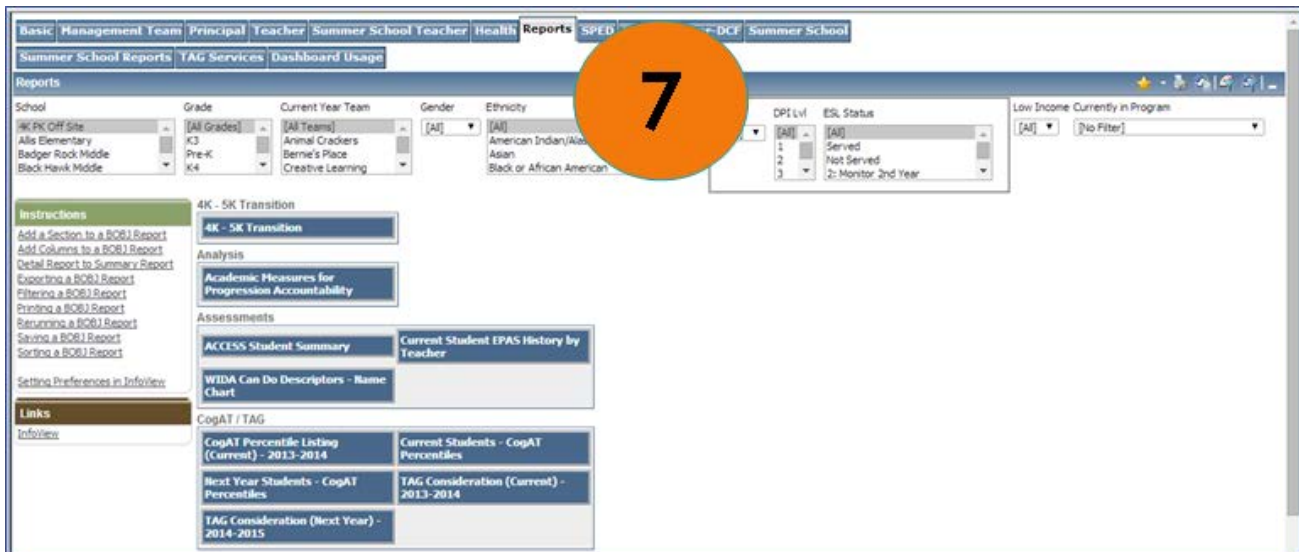 Basic Management Team Principal Teacher Summer School Teacher Health Reports SPED DCF Summer School
Summer School Reports TAG Services Dashboard Usage
Reports
School Grade Current Year Team Gender Ethnicity DPI Lvl ESL Status Low Income Currently in Program
4K PK Off Site [All Grades] [All Teams] [All] [All] [All] [All] [All] [No Filter]
Allis Elementary K3 Animal Crackers American Indian/Alas 1 Served
Badger Rock Middle Pre-K Bernie's Place Asian 2 Not Served
Black Hawk Middle K4 Creative Learning Black or African American 3 2: Monitor 2nd Year
7
Instructions
Add a Section to a BOBJ Report
Add Columns to a BOBJ Report
Detail Report to Summary Report
Exporting a BOBJ Report
Filtering a BOBJ Report
Printing a BOBJ Report
Rerunning a BOBJ Report
Saving a BOBJ Report
Sorting a BOBJ Report
Setting Preferences in InfoView
Links
InfoView
4K - 5K Transition
4K - 5K Transition
Analysis
Academic Measures for
Progression Accountability
Assessments
ACCESS Student Summary
Current Student EPAS History by
Teacher
WIDA Can Do Descriptors - Name
Chart
CogAT / TAG
CogAT Percentile Listing
(Current) - 2013-2014
Current Students - CogAT
Percentiles
Next Year Students - CogAT
Percentiles
TAG Consideration (Current) -
2013-2014
TAG Consideration (Next Year) -
2014-2015